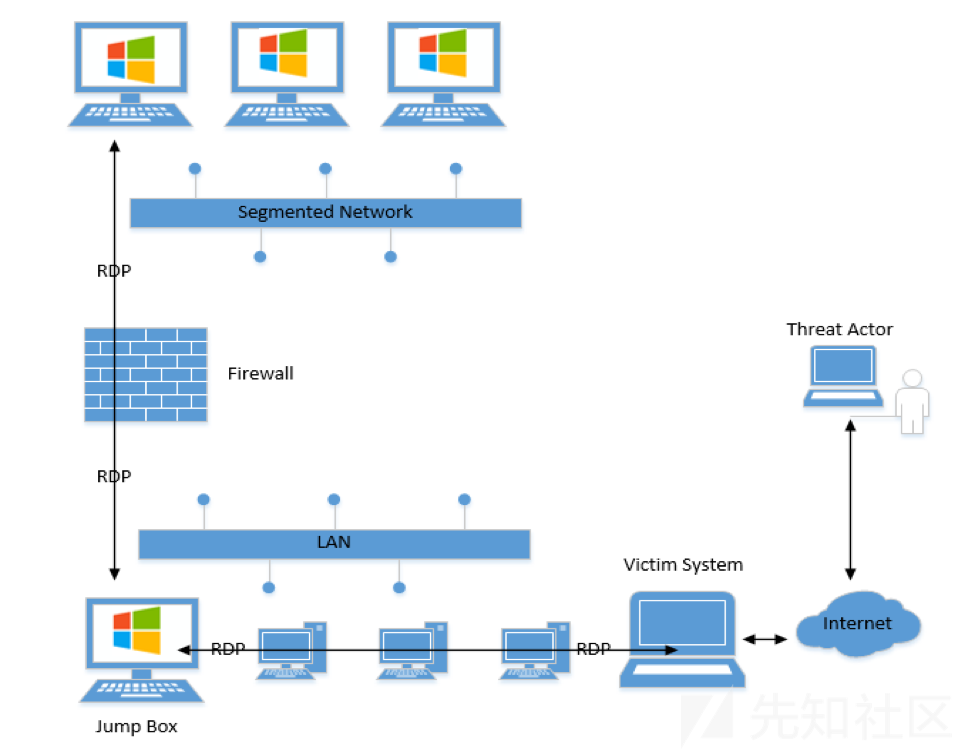 Segmented Network
RDP
Threat Actor
Firewall
RDP
LAN
Victim System
Internet
RDP
RDP
Jump Box
先知社区